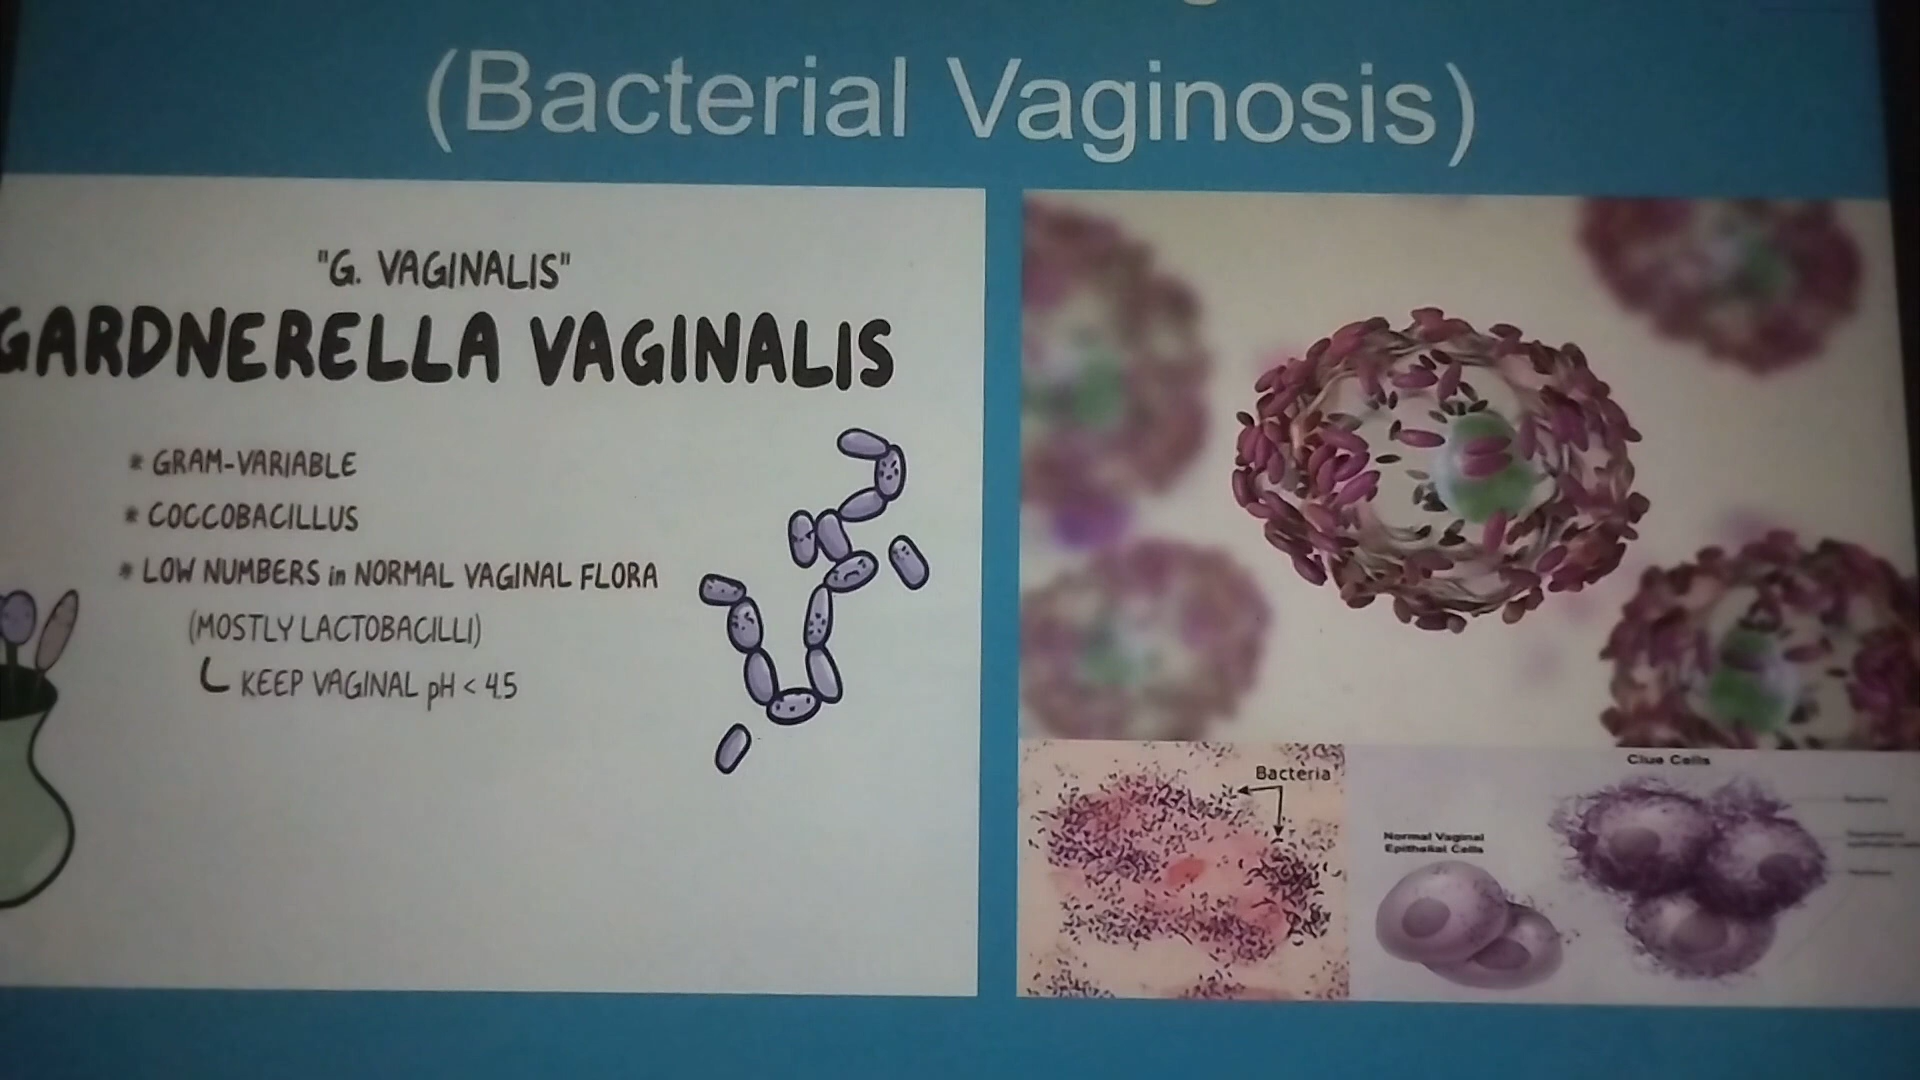 (Bacterial Vaginosis)
"G. VAGINALIS"
GARDNERELLA VAGINALIS
* GRAM-VARIABLE
* COCCOBACILLUS
* LOW NUMBERS in NORMAL VAGINAL FLORA
(MOSTLY LACTOBACILLI)
KEEP VAGINAL pH < 4.5
Bacteria
Normal Vaginal
Epithelial Cells
Clue Cells